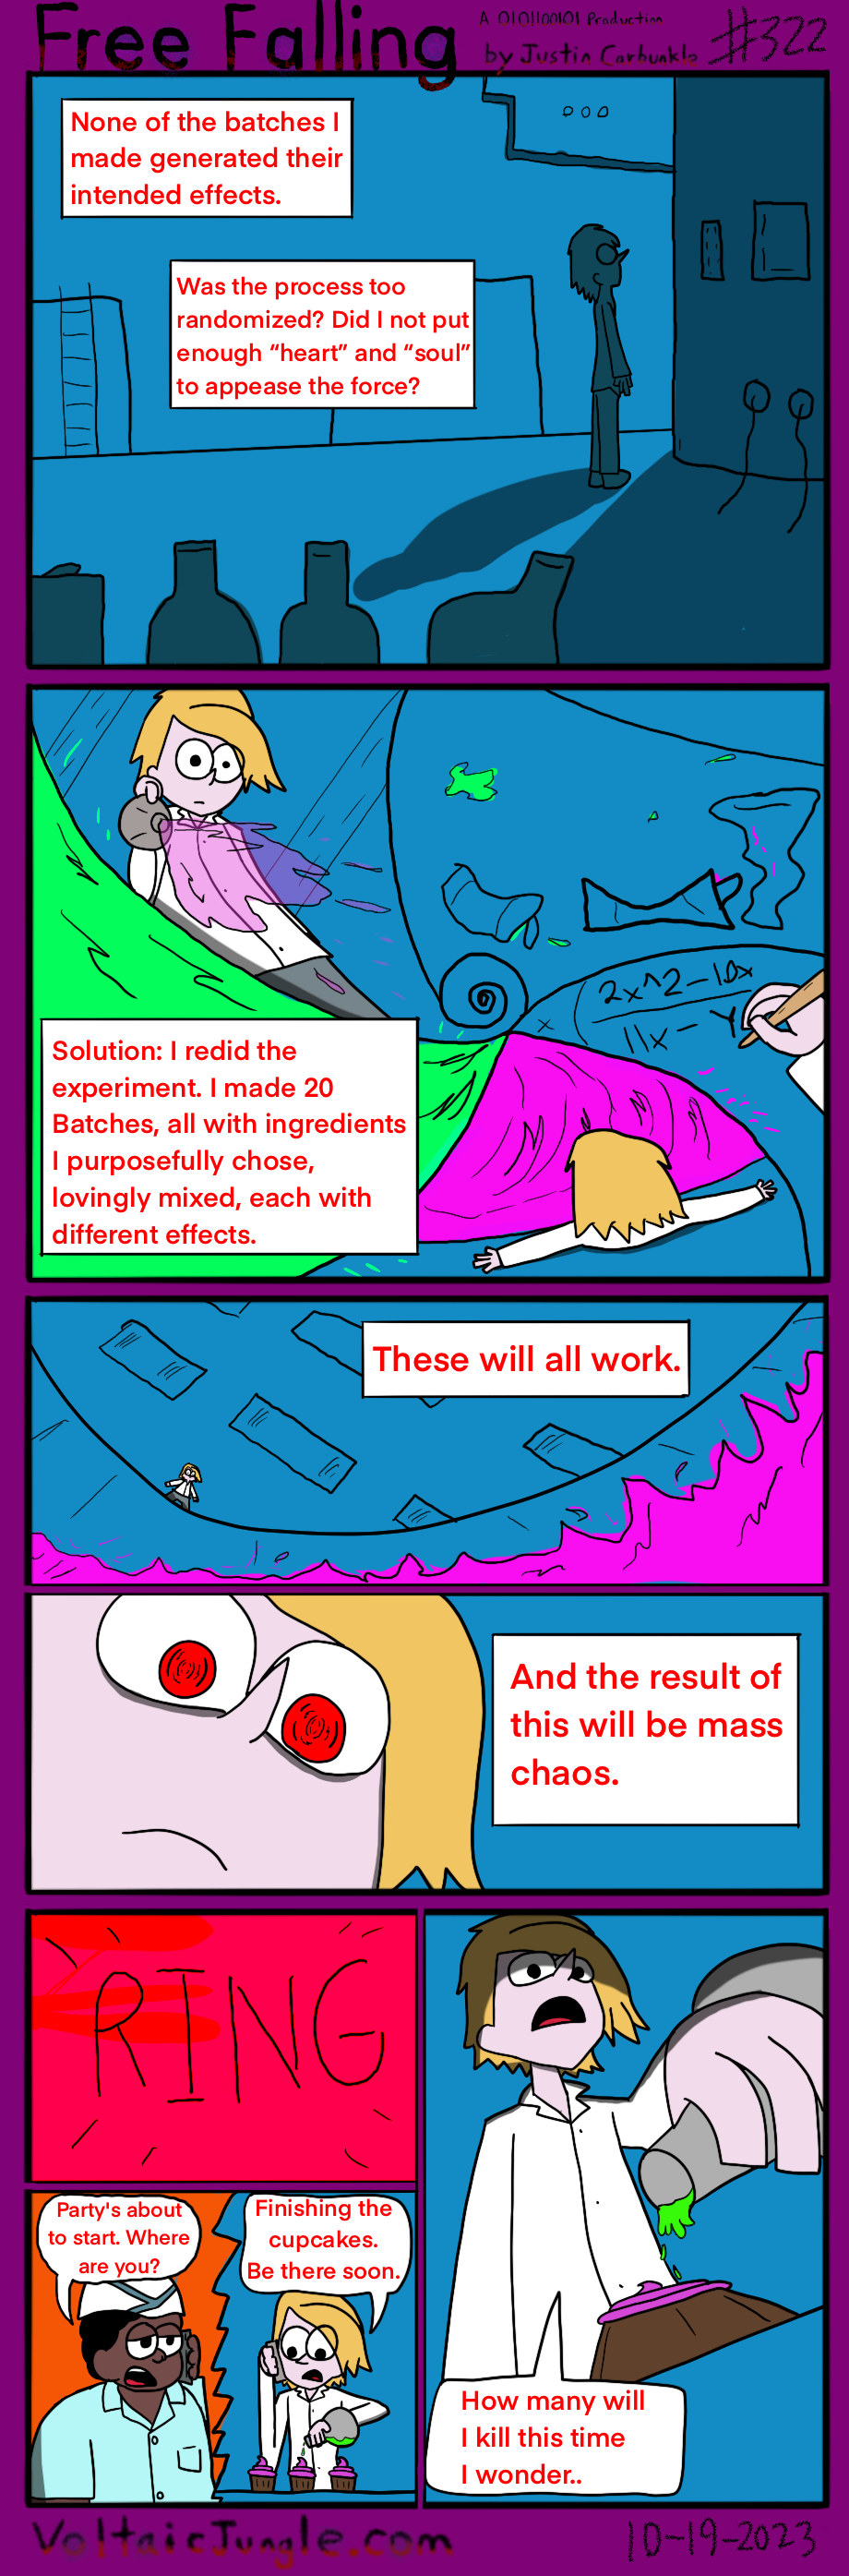 Free Falling
A 0101100101 Production
by Justin Carbunkle
#322
None of the batches I
made generated their
intended effects.
Was the process too
randomized? Did I not put
enough “heart” and “soul”
to appease the force?
2x^2-10x
11x - Y
x
Solution: I redid the
experiment. I made 20
Batches, all with ingredients
I purposefully chose,
lovingly mixed, each with
different effects.
These will all work.
And the result of
this will be mass
chaos.
RING
Party's about
to start. Where
are you?
Finishing the
cupcakes.
Be there soon.
How many will
I kill this time
I wonder..
VoltaicJungle.com
10-19-2023